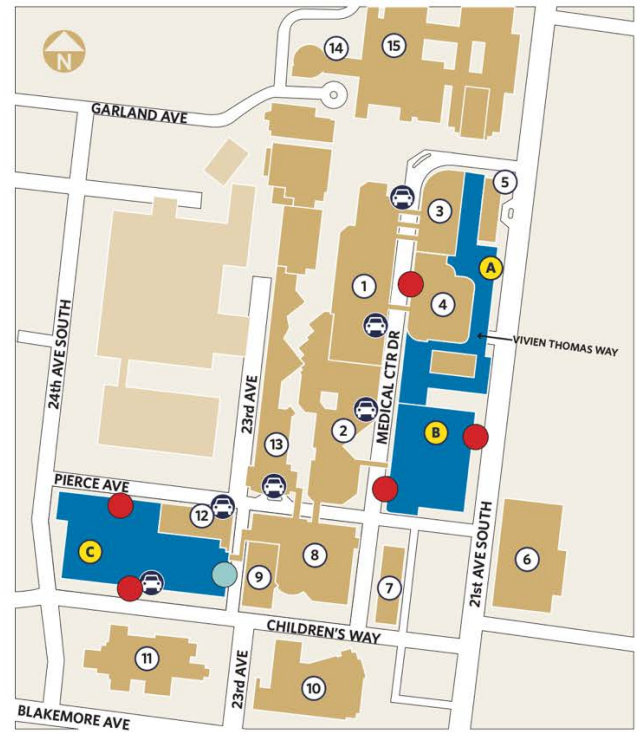 N
14
15
GARLAND AVE
5
3
A
1
4
VIVIEN THOMAS WAY
24th AVE SOUTH
23rd AVE
MEDICAL CTR DR
2
B
13
PIERCE AVE
12
C
8
9
7
6
21st AVE SOUTH
CHILDREN'S WAY
11
23rd AVE
10
BLAKEMORE AVE